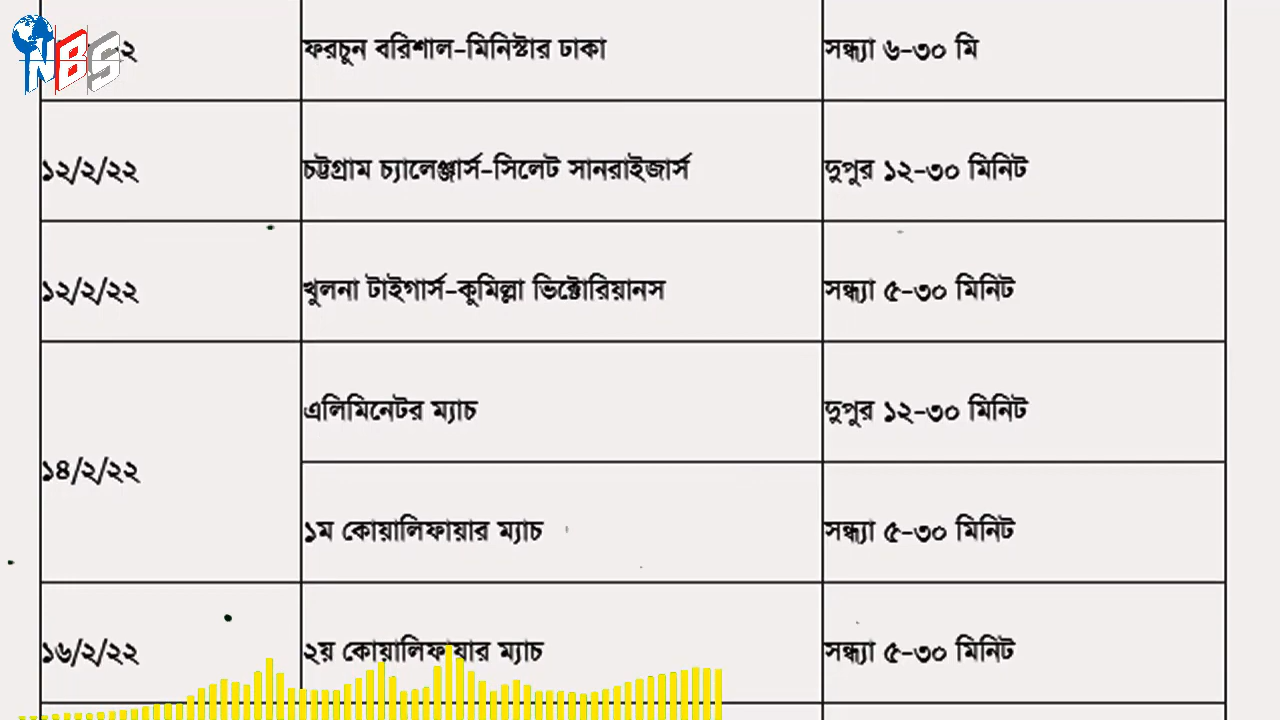 NBS
ফরচুন বরিশাল-মিনিস্টার ঢাকা
সন্ধ্যা ৬-৩০ মি
১২/২/২২
চট্টগ্রাম চ্যালেঞ্জার্স-সিলেট সানরাইজার্স
দুপুর ১২-৩০ মিনিট
১২/২/২২
খুলনা টাইগার্স-কুমিল্লা ভিক্টোরিয়ানস
সন্ধ্যা ৫-৩০ মিনিট
১৪/২/২২
এলিমিনেটর ম্যাচ
দুপুর ১২-৩০ মিনিট
১ম কোয়ালিফায়ার ম্যাচ
সন্ধ্যা ৫-৩০ মিনিট
১৬/২/২২
২য় কোয়ালিফায়ার ম্যাচ
সন্ধ্যা ৫-৩০ মিনিট